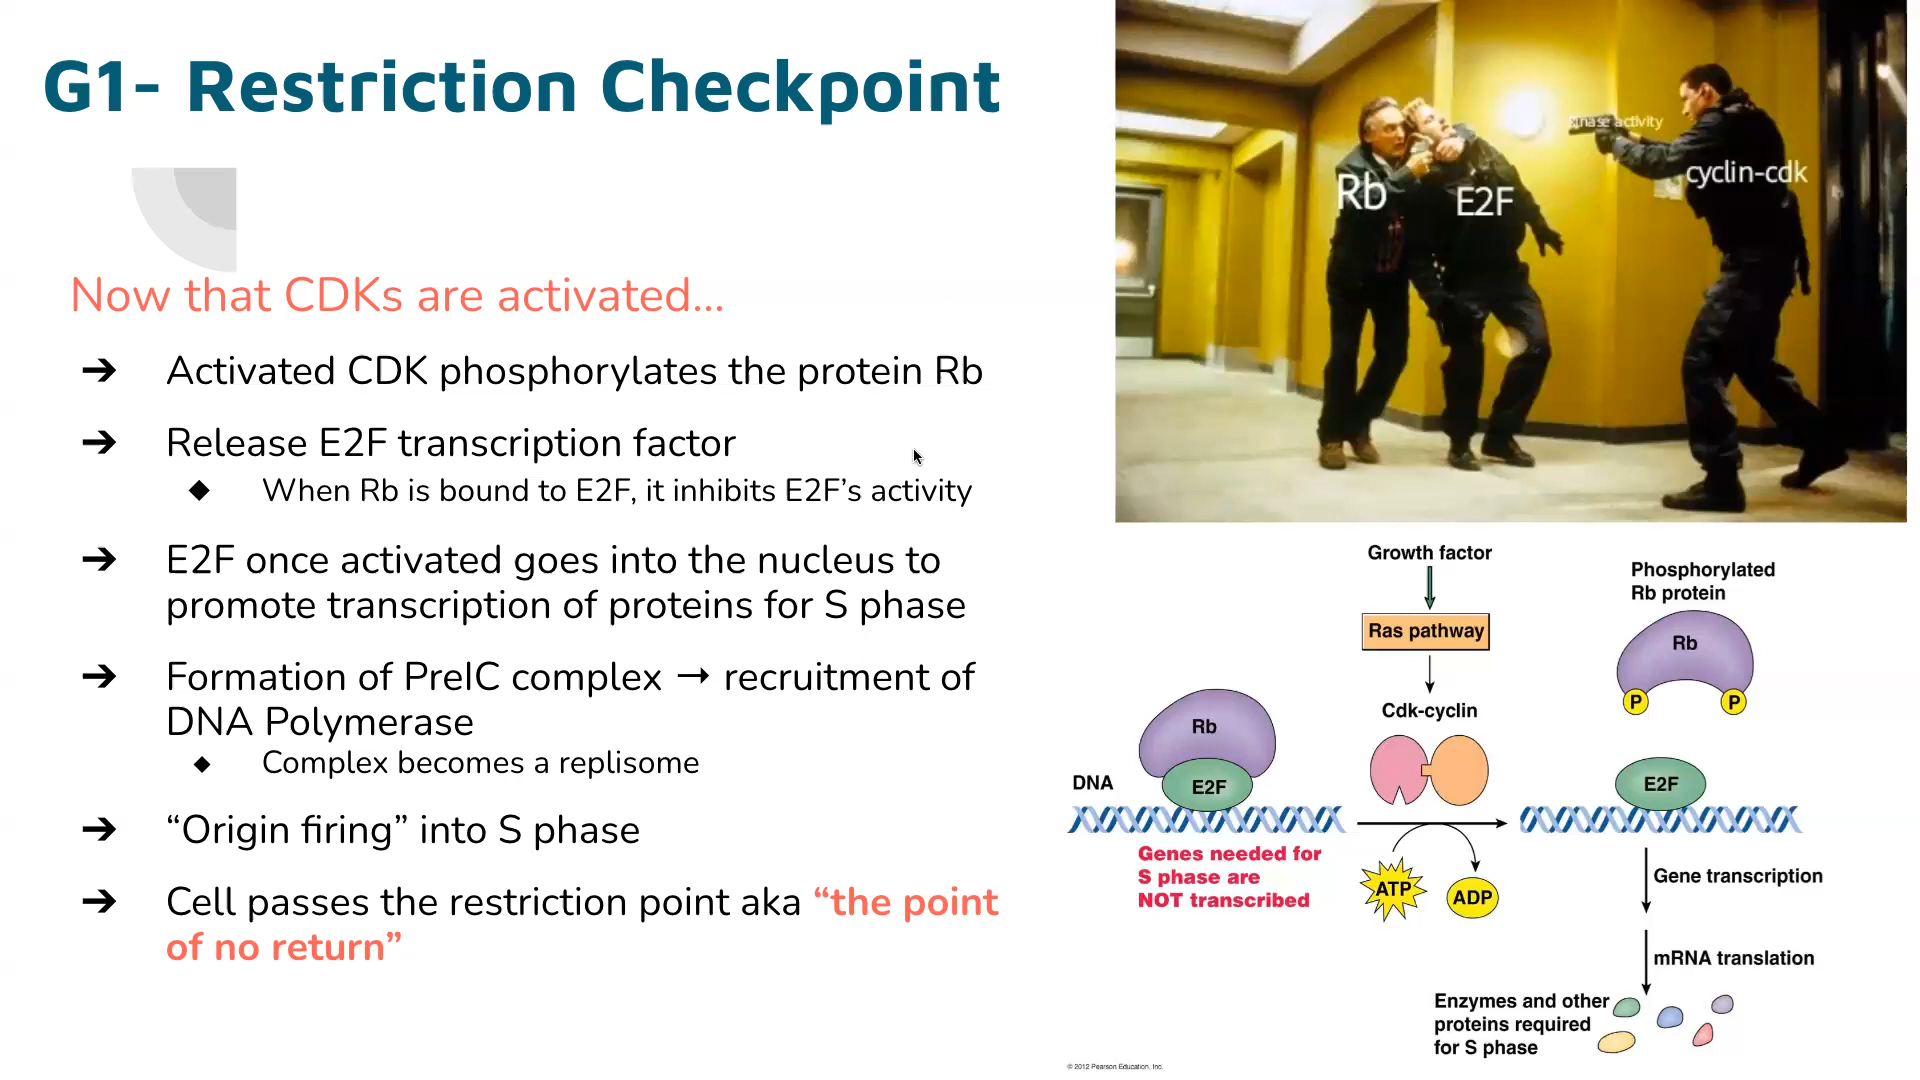 G1- Restriction Checkpoint
Now that CDKs are activated...
➔ Activated CDK phosphorylates the protein Rb
➔ Release E2F transcription factor
◆ When Rb is bound to E2F, it inhibits E2F’s activity
➔ E2F once activated goes into the nucleus to
promote transcription of proteins for S phase
➔ Formation of PreIC complex → recruitment of
DNA Polymerase
◆ Complex becomes a replisome
➔ “Origin firing” into S phase
➔ Cell passes the restriction point aka “the point
of no return”
Rb
E2F
kinase activity
cyclin-cdk
Growth factor
Ras pathway
Cdk-cyclin
Phosphorylated
Rb protein
Rb
P
P
Rb
E2F
DNA
E2F
Genes needed for
S phase are
NOT transcribed
ATP
ADP
Gene transcription
mRNA translation
Enzymes and other
proteins required
for S phase
© 2012 Pearson Education, Inc.